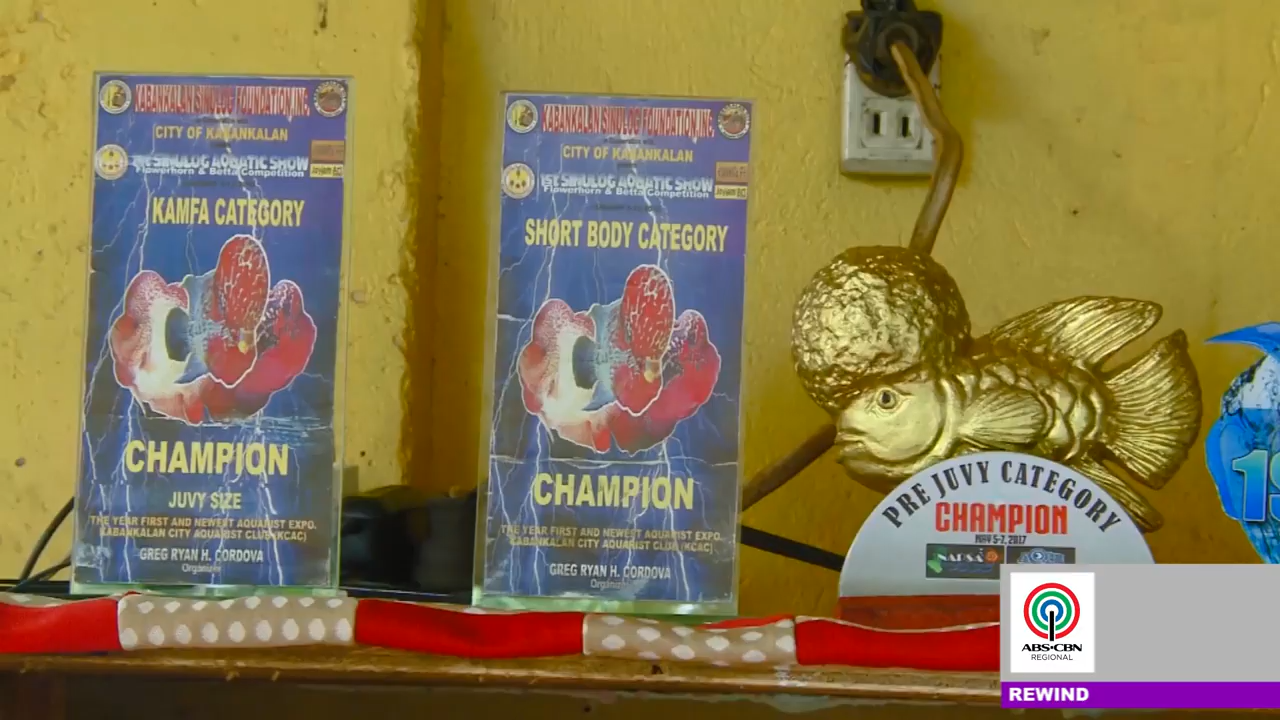 KABANKALAN SINULOG FOUNDATION, INC.
CITY OF KABANKALAN
1ST SINULOG AQUATIC SHOW
Flowerhorn & Betta Competition
KAMFA CATEGORY
CHAMPION
JUVY SIZE
THE YEAR FIRST AND NEWEST AQUARIST EXPO.
KABANKALAN CITY AQUARIST CLUB (KCAC)
GREG RYAN H. CORDOVA
Organizer
KABANKALAN SINULOG FOUNDATION, INC.
CITY OF KABANKALAN
1ST SINULOG AQUATIC SHOW
Flowerhorn & Betta Competition
SHORT BODY CATEGORY
CHAMPION
THE YEAR FIRST AND NEWEST AQUARIST EXPO.
KABANKALAN CITY AQUARIST CLUB (KCAC)
GREG RYAN H. CORDOVA
Organizer
PRE JUVY CATEGORY
CHAMPION
MAY 5-7, 2017
ABS-CBN
REGIONAL
REWIND